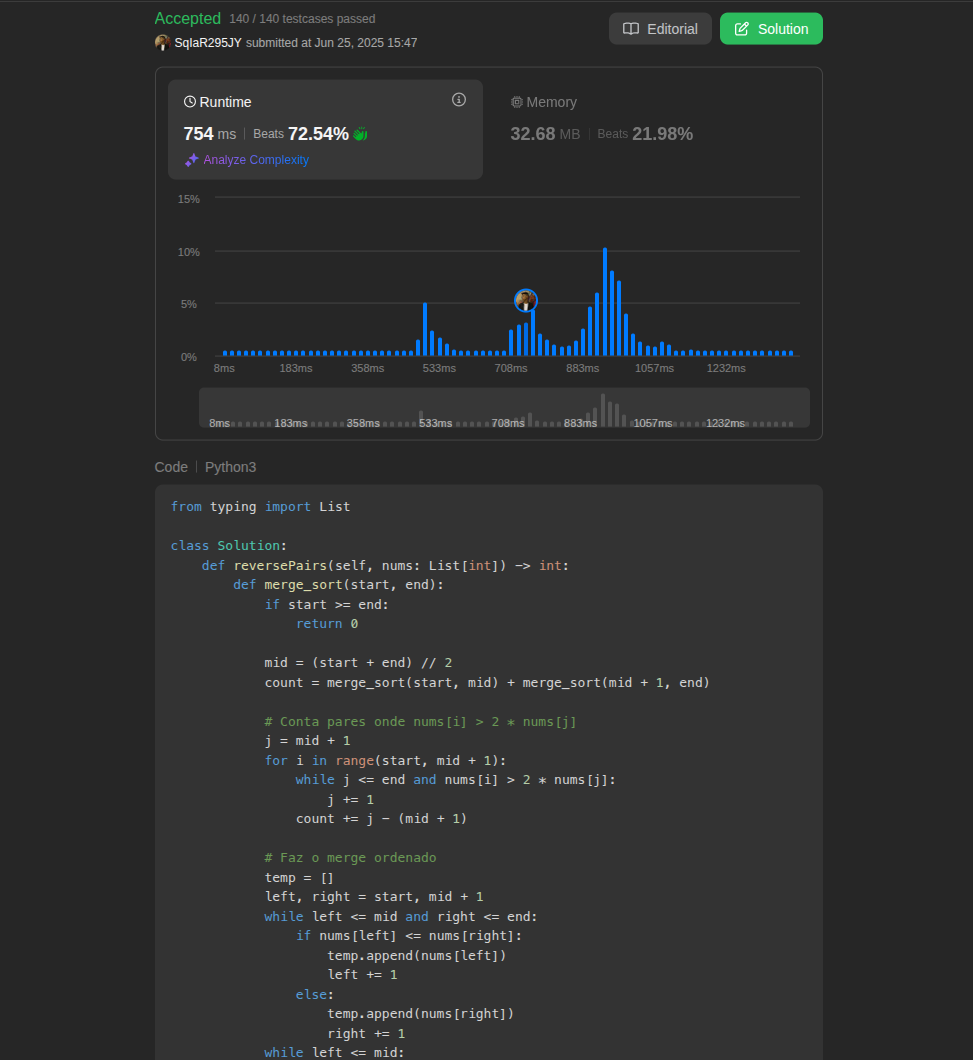 Accepted 140 / 140 testcases passed
SqIaR295JY submitted at Jun 25, 2025 15:47
Editorial
Solution
Runtime
754 ms | Beats 72.54%
Analyze Complexity
Memory
32.68 MB | Beats 21.98%
15%
10%
5%
0%
8ms 183ms 358ms 533ms 708ms 883ms 1057ms 1232ms
8ms 183ms 358ms 533ms 708ms 883ms 1057ms 1232ms
Code | Python3
from typing import List
class Solution:
    def reversePairs(self, nums: List[int]) -> int:
        def merge_sort(start, end):
            if start >= end:
                return 0
            mid = (start + end) // 2
            count = merge_sort(start, mid) + merge_sort(mid + 1, end)
            # Conta pares onde nums[i] > 2 * nums[j]
            j = mid + 1
            for i in range(start, mid + 1):
                while j <= end and nums[i] > 2 * nums[j]:
                    j += 1
                count += j - (mid + 1)
            # Faz o merge ordenado
            temp = []
            left, right = start, mid + 1
            while left <= mid and right <= end:
                if nums[left] <= nums[right]:
                    temp.append(nums[left])
                    left += 1
                else:
                    temp.append(nums[right])
                    right += 1
            while left <= mid: